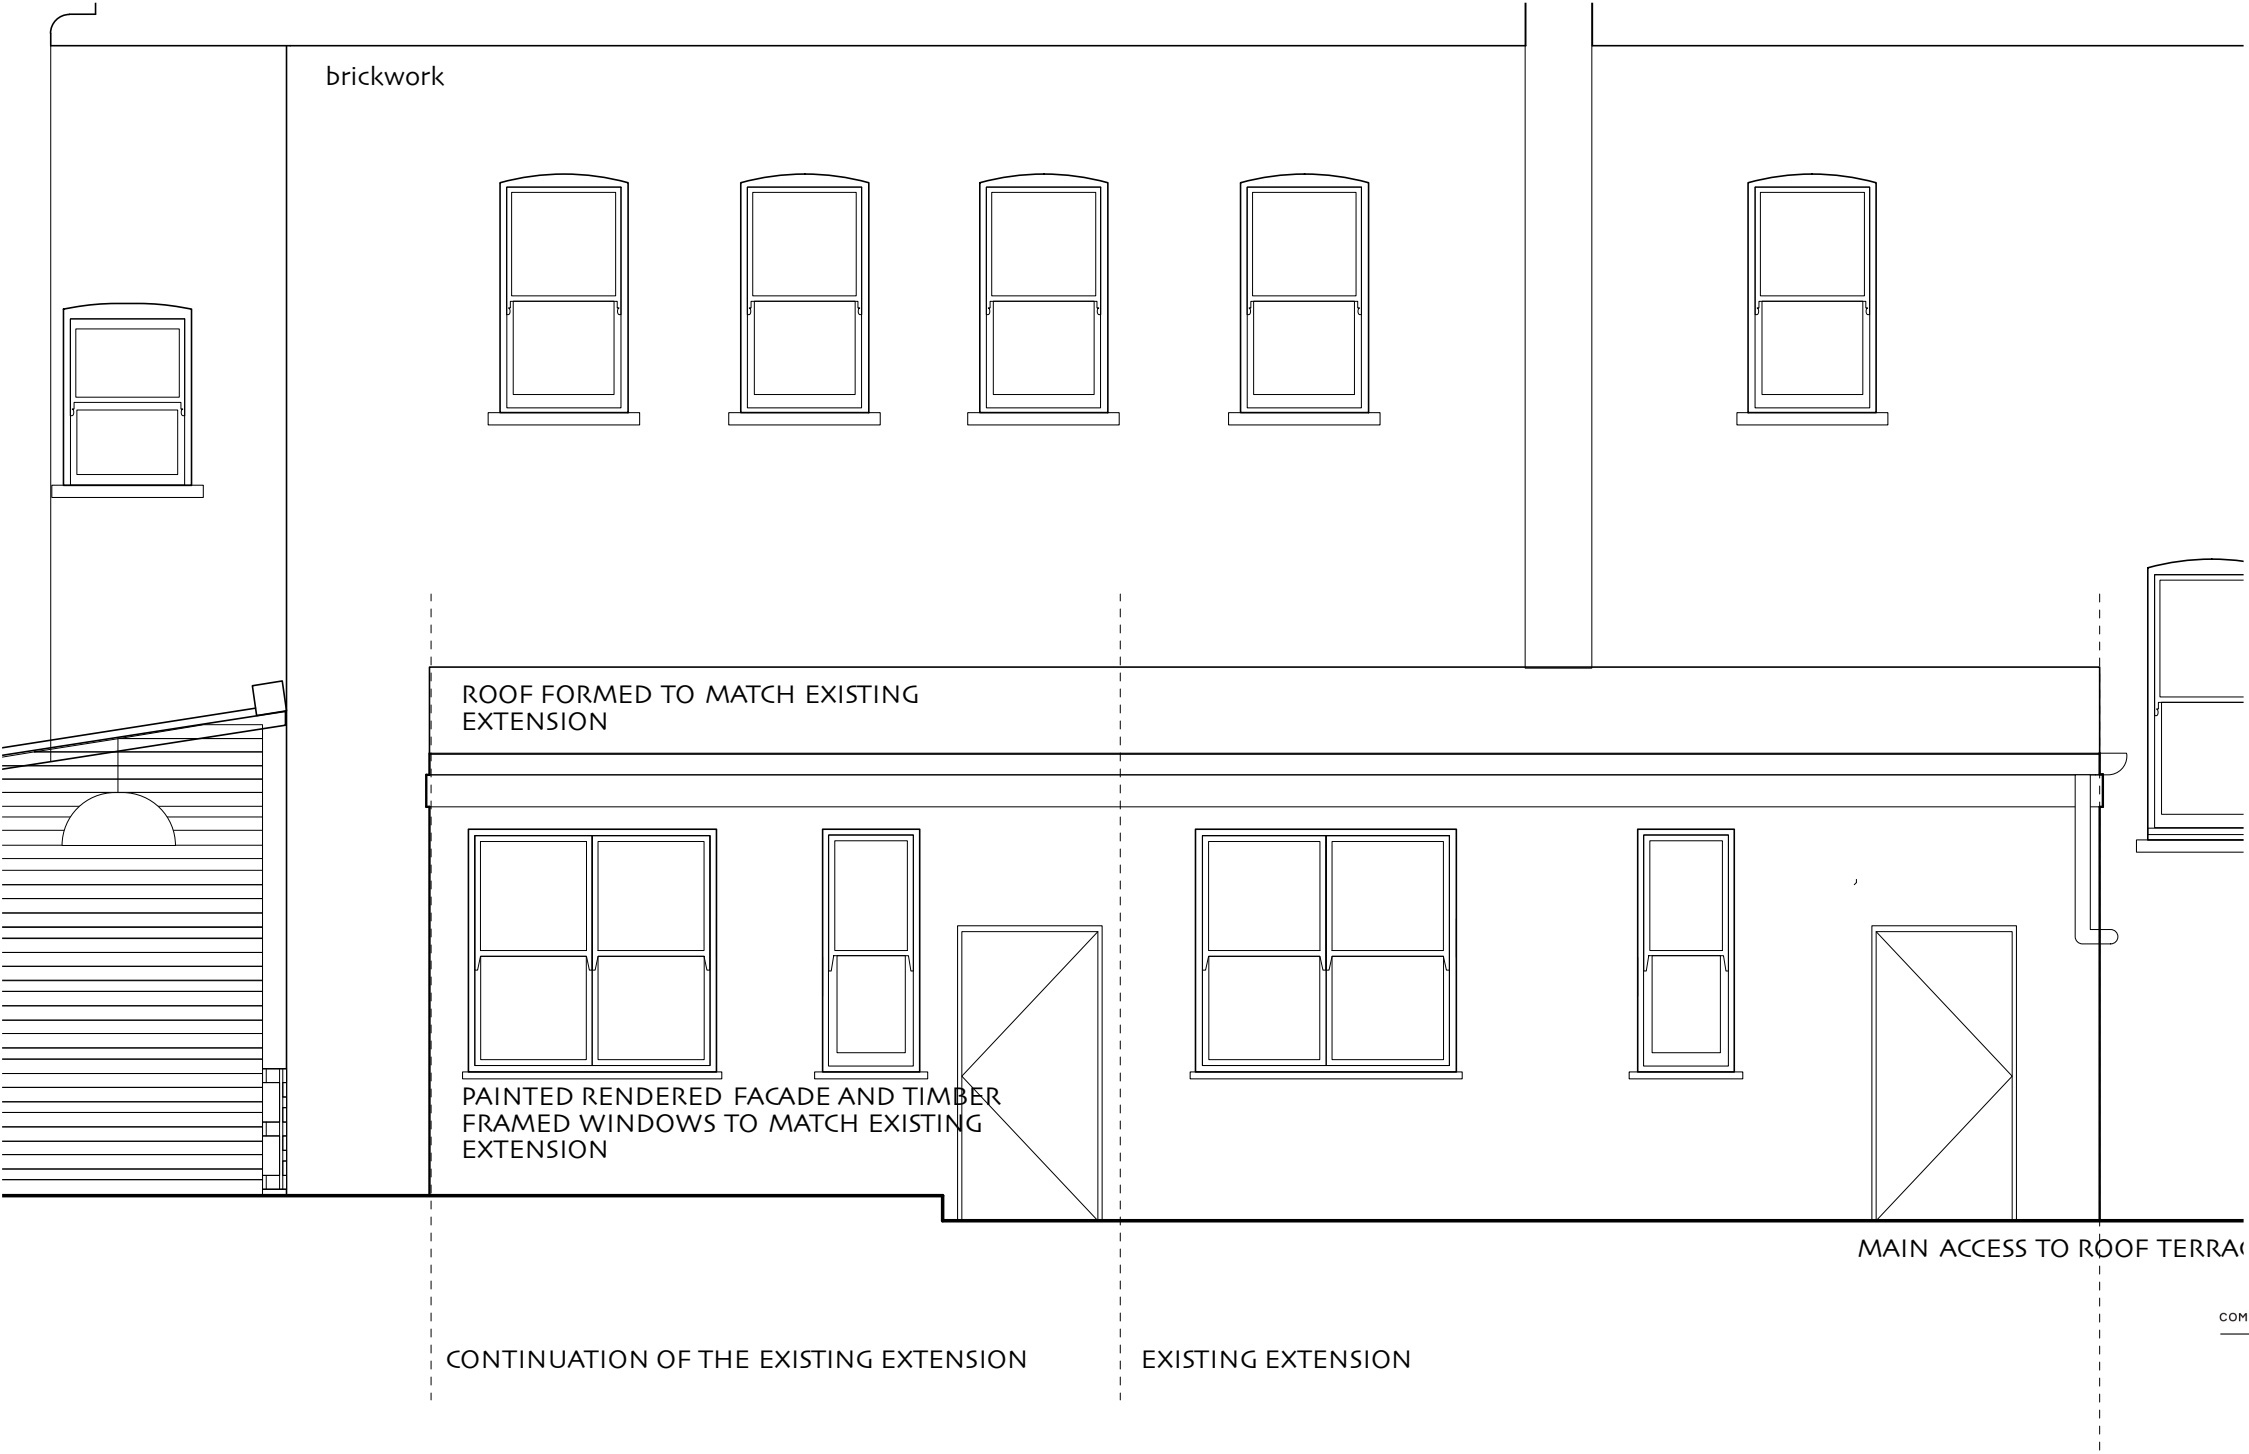 brickwork
ROOF FORMED TO MATCH EXISTING
EXTENSION
PAINTED RENDERED FACADE AND TIMBER
FRAMED WINDOWS TO MATCH EXISTING
EXTENSION
MAIN ACCESS TO ROOF
COM
CONTINUATION OF THE EXISTING EXTENSION
EXISTING EXTENSION